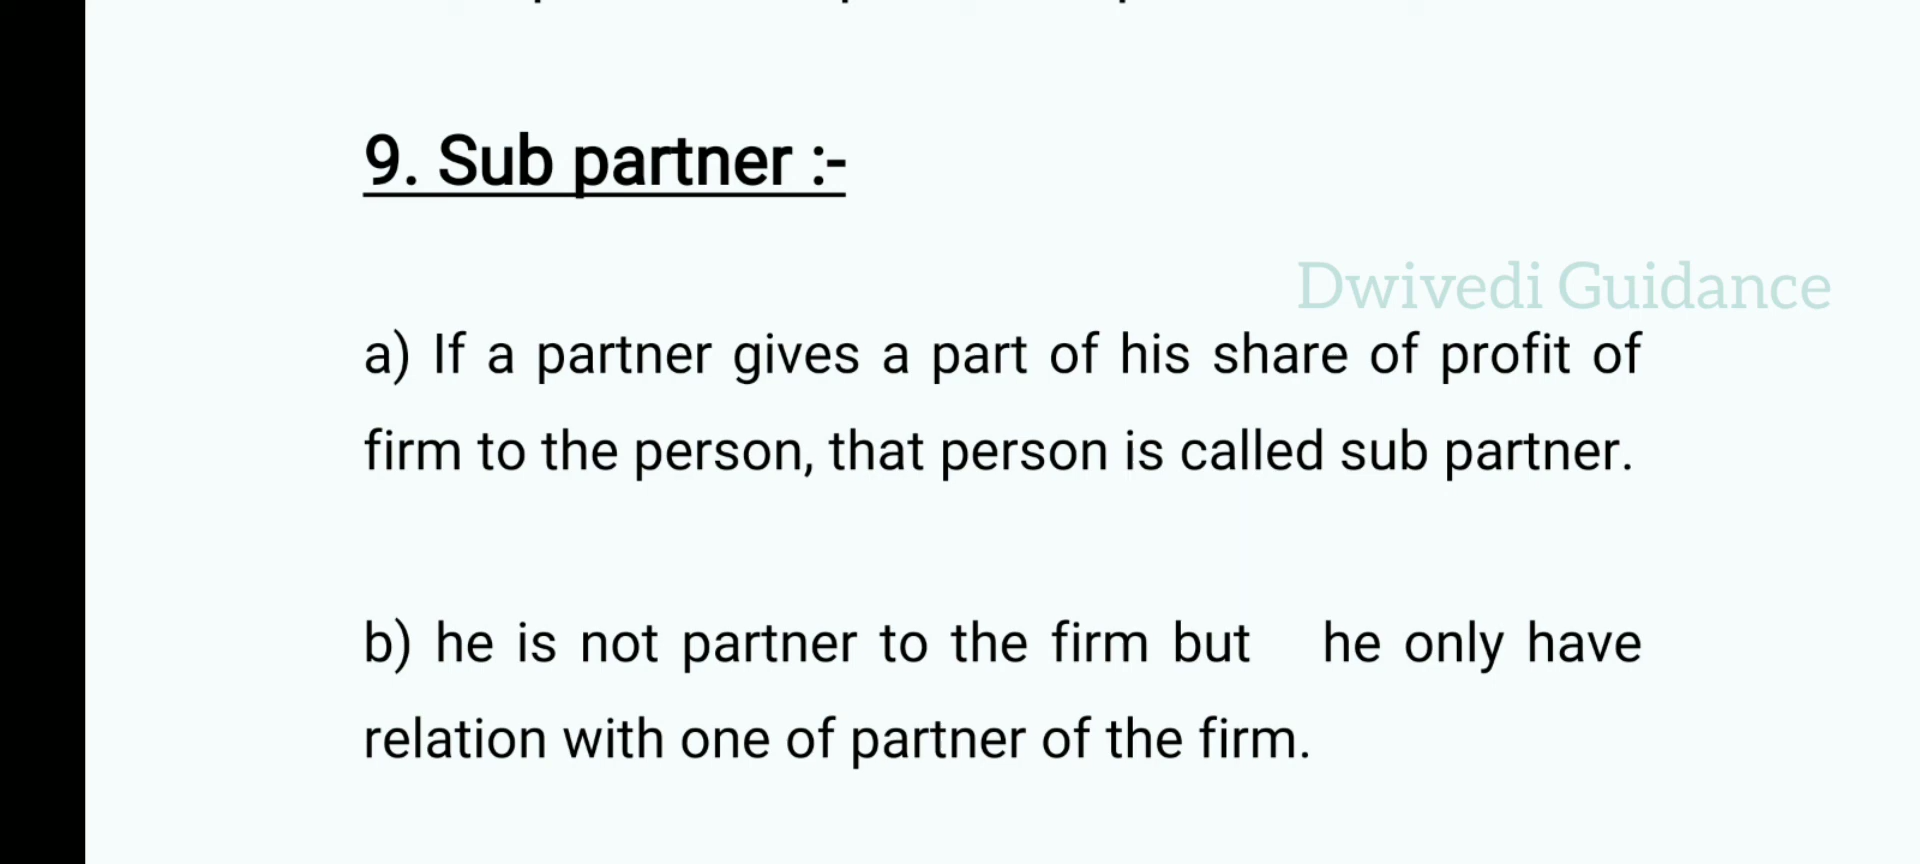 9. Sub partner :-
Dwivedi Guidance
a) If a partner gives a part of his share of profit of
firm to the person, that person is called sub partner.
b) he is not partner to the firm but he only have
relation with one of partner of the firm.